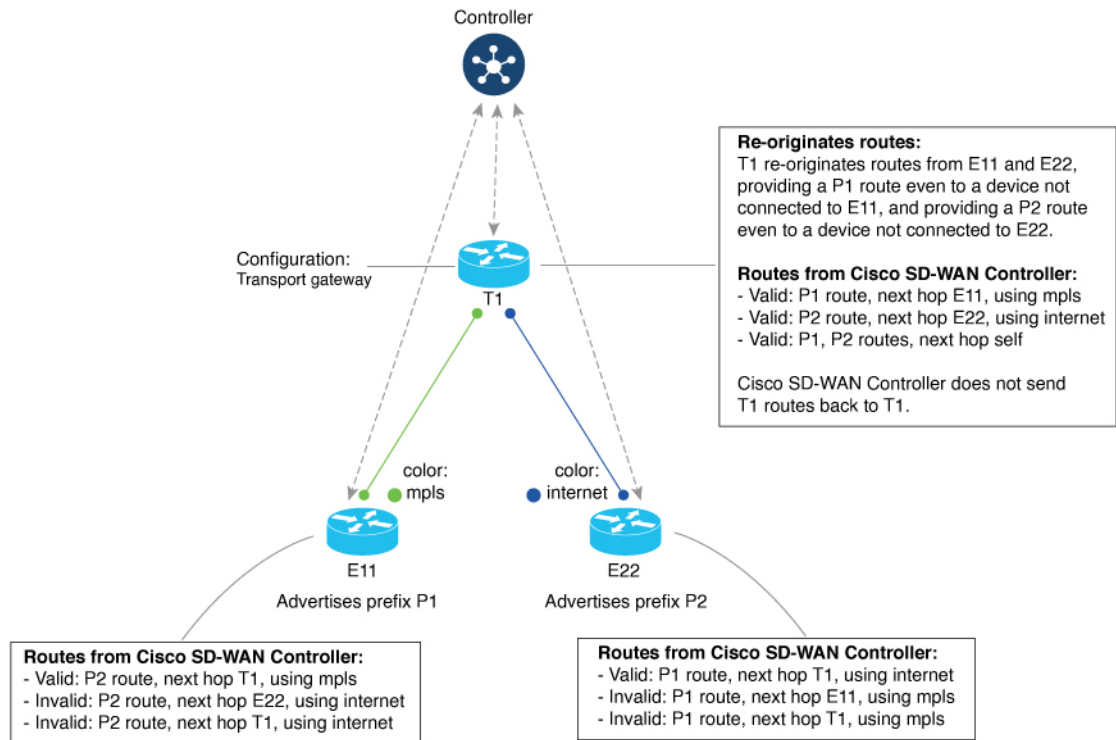 Controller
Re-originates routes:
T1 re-originates routes from E11 and E22,
providing a P1 route even to a device not
connected to E11, and providing a P2 route
even to a device not connected to E22.
Routes from Cisco SD-WAN Controller:
- Valid: P1 route, next hop E11, using mpls
- Valid: P2 route, next hop E22, using internet
- Valid: P1, P2 routes, next hop self
Cisco SD-WAN Controller does not send
T1 routes back to T1.
Configuration:
Transport gateway
T1
color:
mpls
color:
internet
E11
Advertises prefix P1
E22
Advertises prefix P2
Routes from Cisco SD-WAN Controller:
- Valid: P2 route, next hop T1, using mpls
- Invalid: P2 route, next hop E22, using internet
- Invalid: P2 route, next hop T1, using internet
Routes from Cisco SD-WAN Controller:
- Valid: P1 route, next hop T1, using internet
- Invalid: P1 route, next hop E11, using mpls
- Invalid: P1 route, next hop T1, using mpls